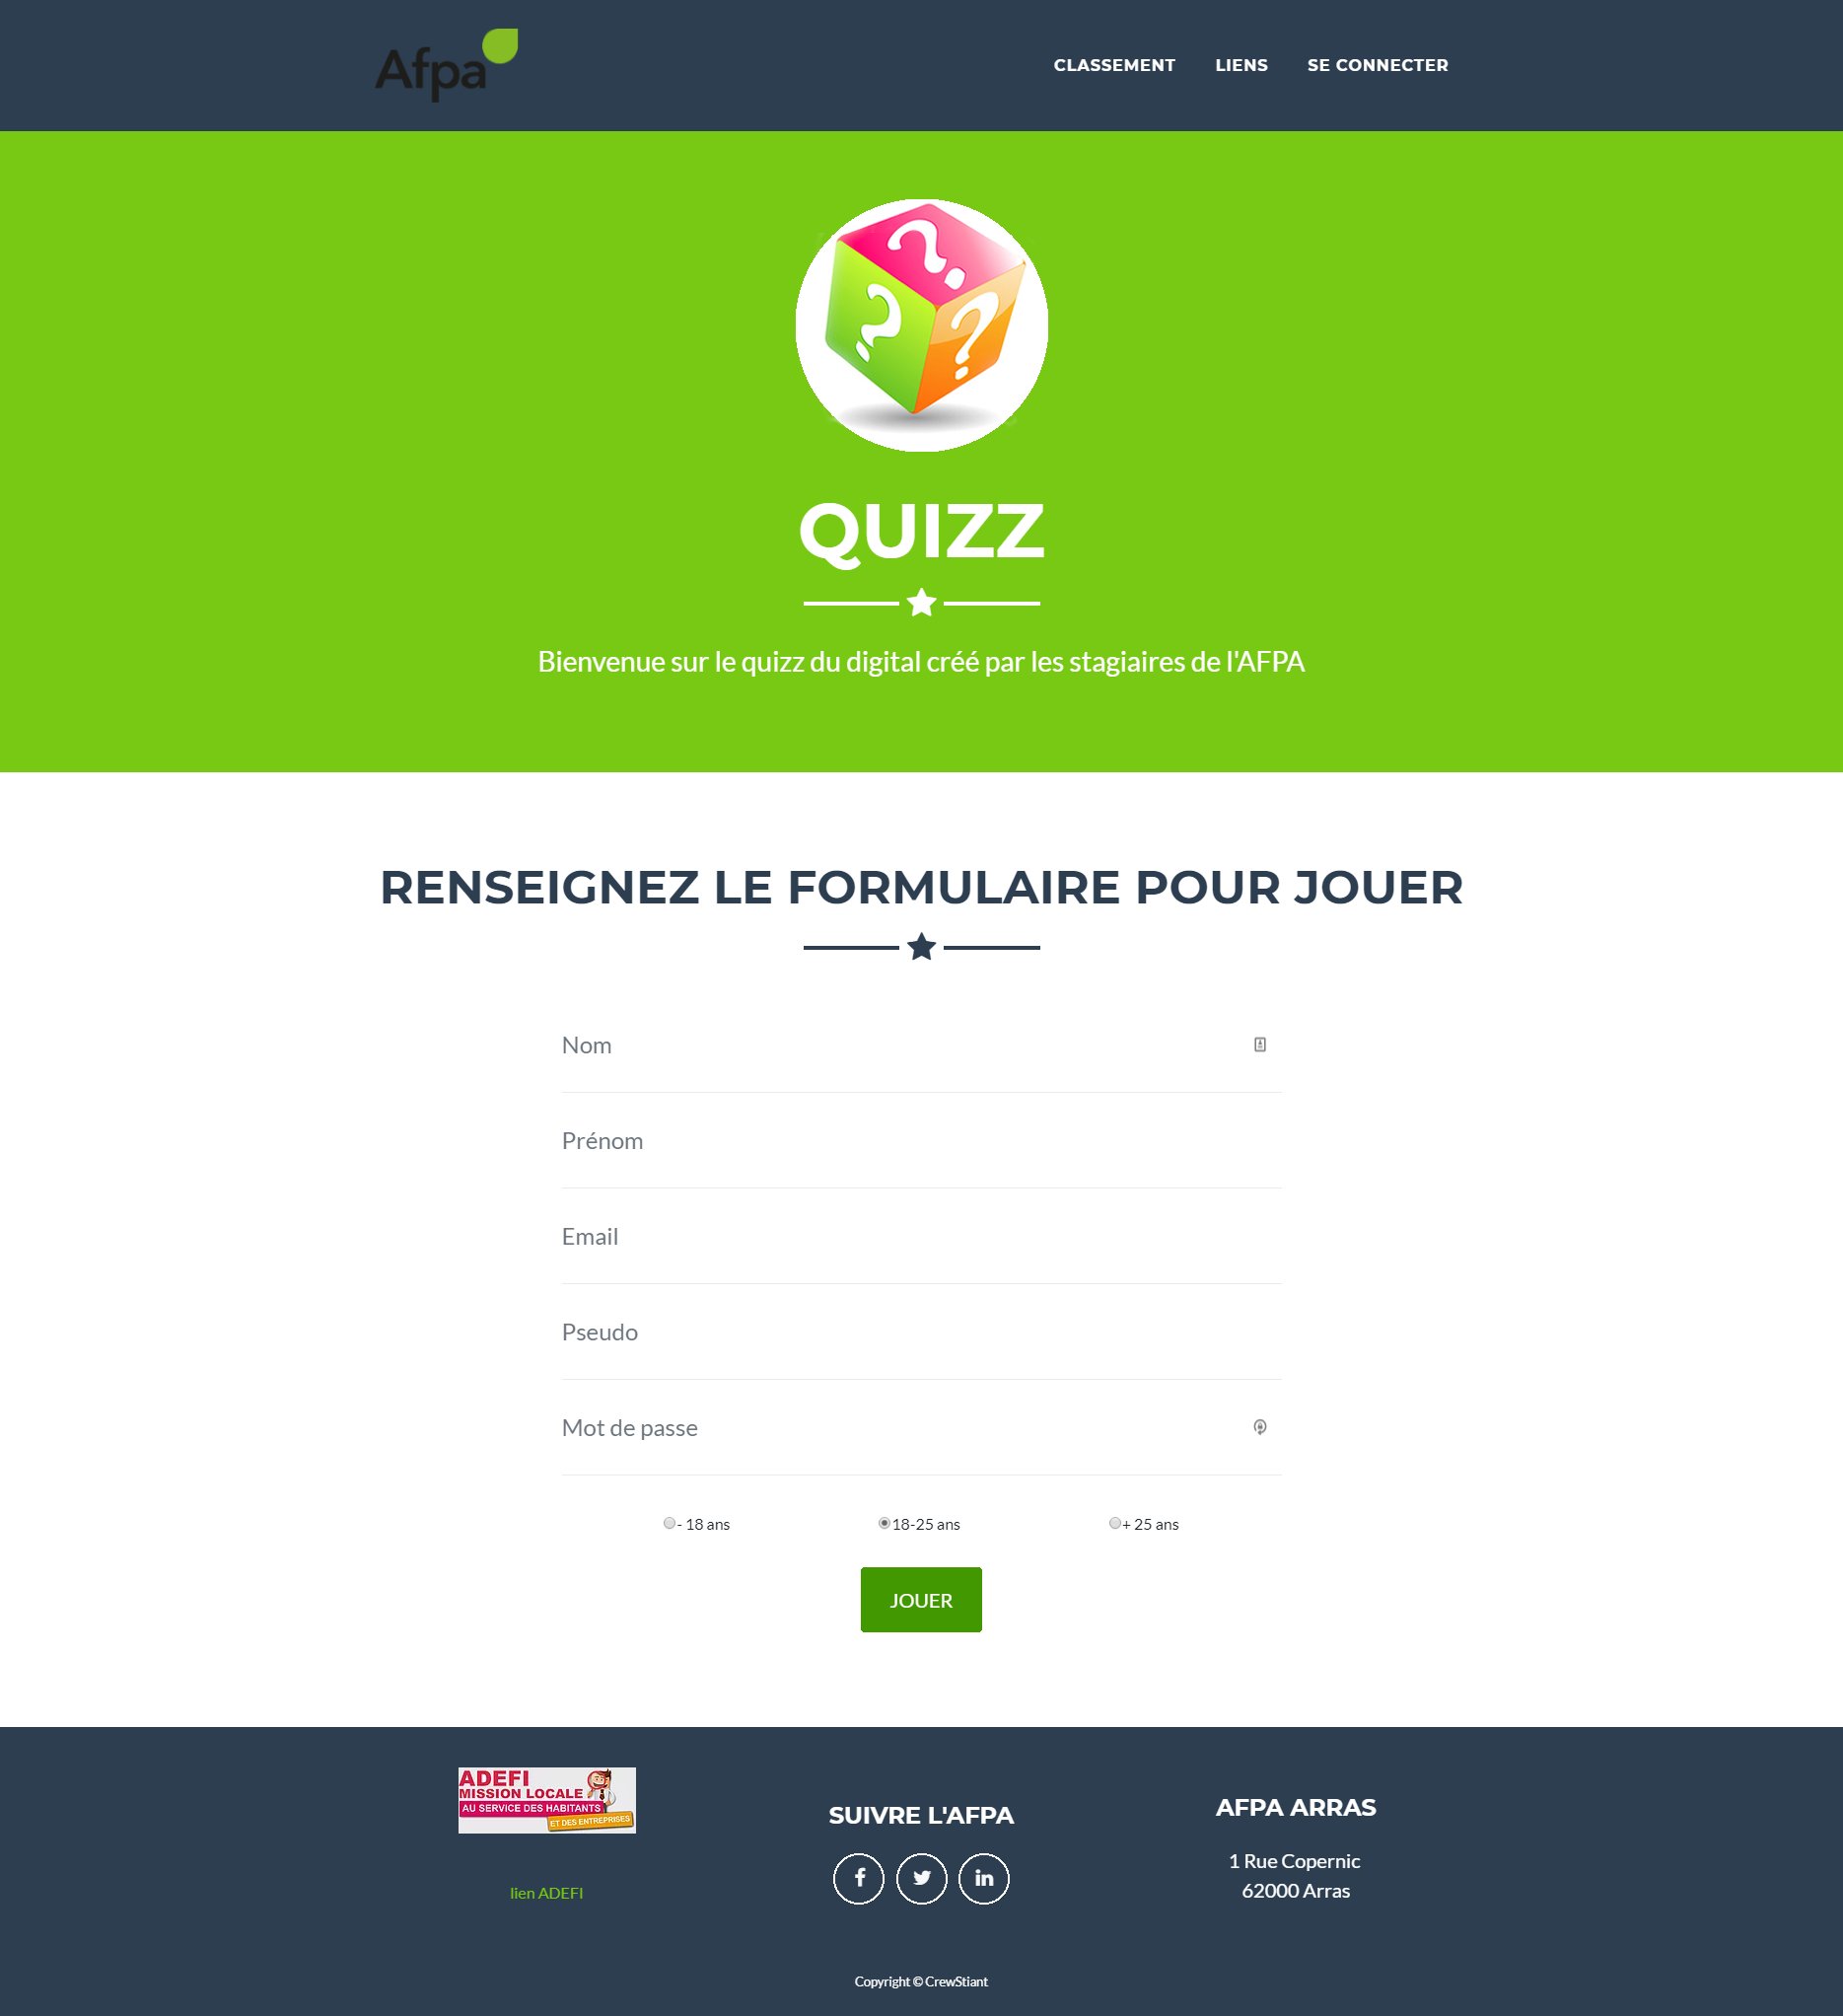 Afpa
CLASSEMENT LIENS SE CONNECTER
? ? ?
QUIZZ
Bienvenue sur le quizz du digital créé par les stagiaires de l'AFPA
RENSEIGNEZ LE FORMULAIRE POUR JOUER
Nom
Prénom
Email
Pseudo
Mot de passe
- 18 ans 18-25 ans + 25 ans
JOUER
ADEFI
MISSION LOCALE
AU SERVICE DES HABITANTS
ET DES ENTREPRISES
lien ADEFI
SUIVRE L'AFPA
AFPA ARRAS
1 Rue Copernic
62000 Arras
Copyright © CrewStiant